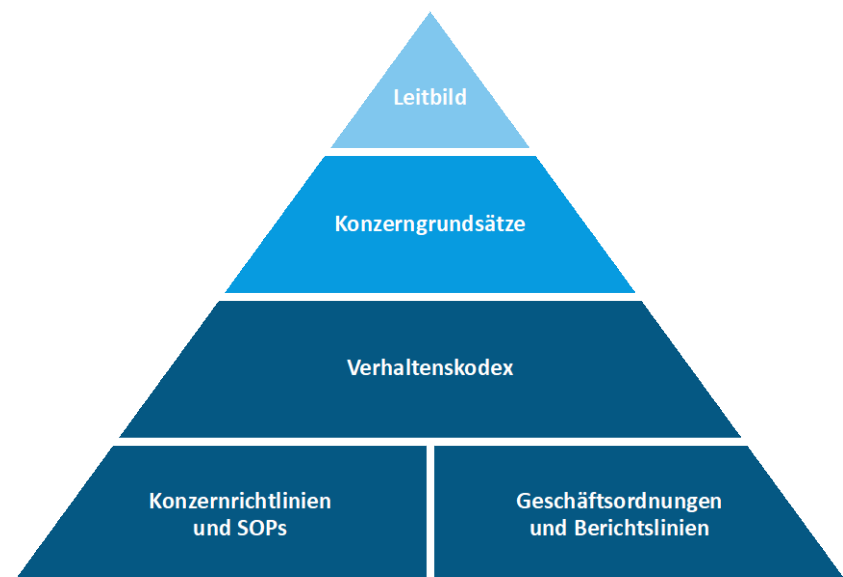 Leitbild
Konzerngrundsätze
Verhaltenskodex
Konzernrichtlinien
und SOPs
Geschäftsordnungen
und Berichtslinien